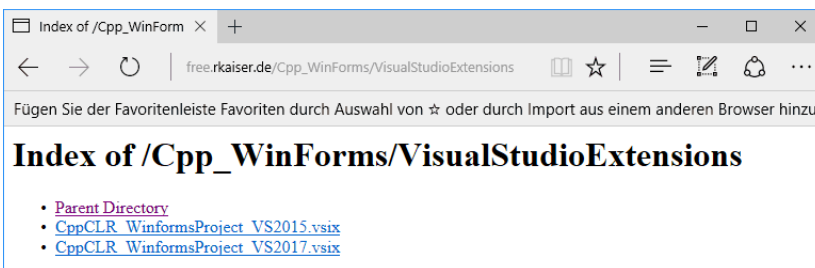 Index of /Cpp_WinForm
free.rkaiser.de/Cpp_WinForms/VisualStudioExtensions
Fügen Sie der Favoritenleiste Favoriten durch Auswahl von ☆ oder durch Import aus einem anderen Browser hinzu
Index of /Cpp_WinForms/VisualStudioExtensions
• Parent Directory
• CppCLR_WinformsProject_VS2015.vsix
• CppCLR_WinformsProject_VS2017.vsix